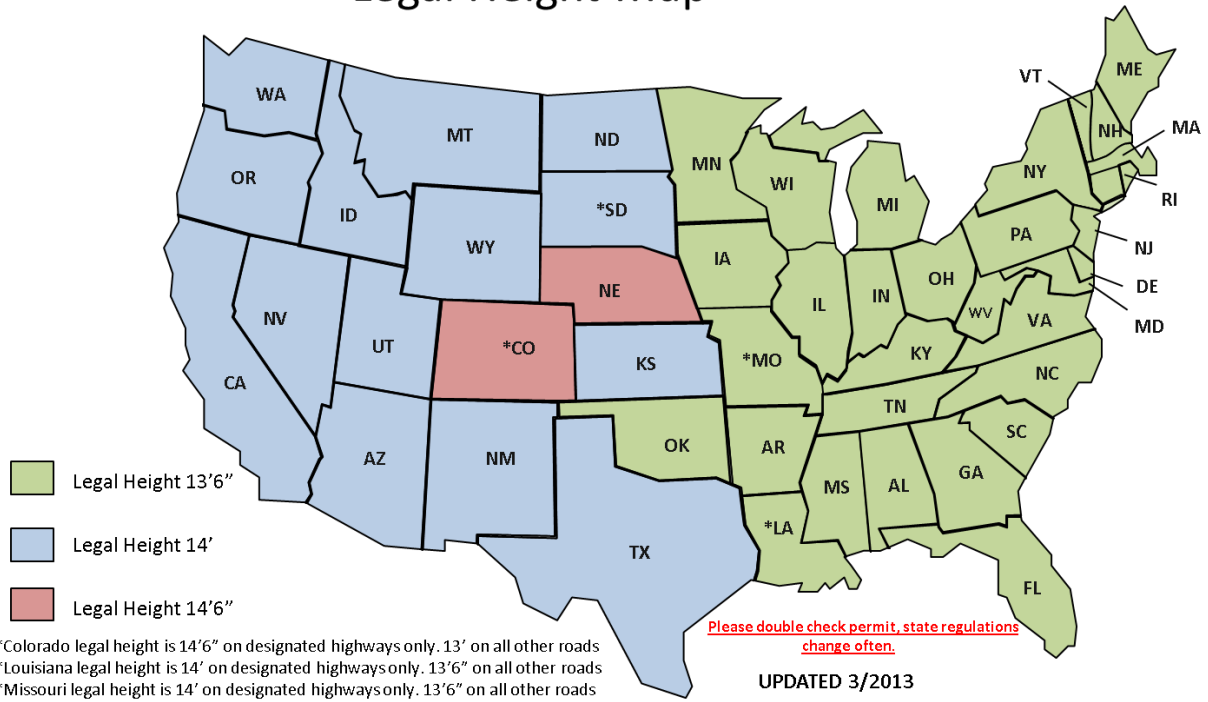 Legal Height Map
ME
VT
WA
NH
MA
MT
ND
MN
OR
WI
NY
RI
ID
*SD
MI
PA
WY
NJ
IA
OH
DE
NE
IL
IN
WV
MD
NV
VA
UT
*CO
KS
*MO
KY
CA
NC
TN
SC
AZ
NM
OK
AR
GA
MS
AL
Legal Height 13’6”
*LA
Legal Height 14’
TX
FL
Legal Height 14’6”
Please double check permit, state regulations
change often.
*Colorado legal height is 14’6” on designated highways only. 13’ on all other roads
*Louisiana legal height is 14’ on designated highways only. 13’6” on all other roads
*Missouri legal height is 14’ on designated highways only. 13’6” on all other roads
UPDATED 3/2013